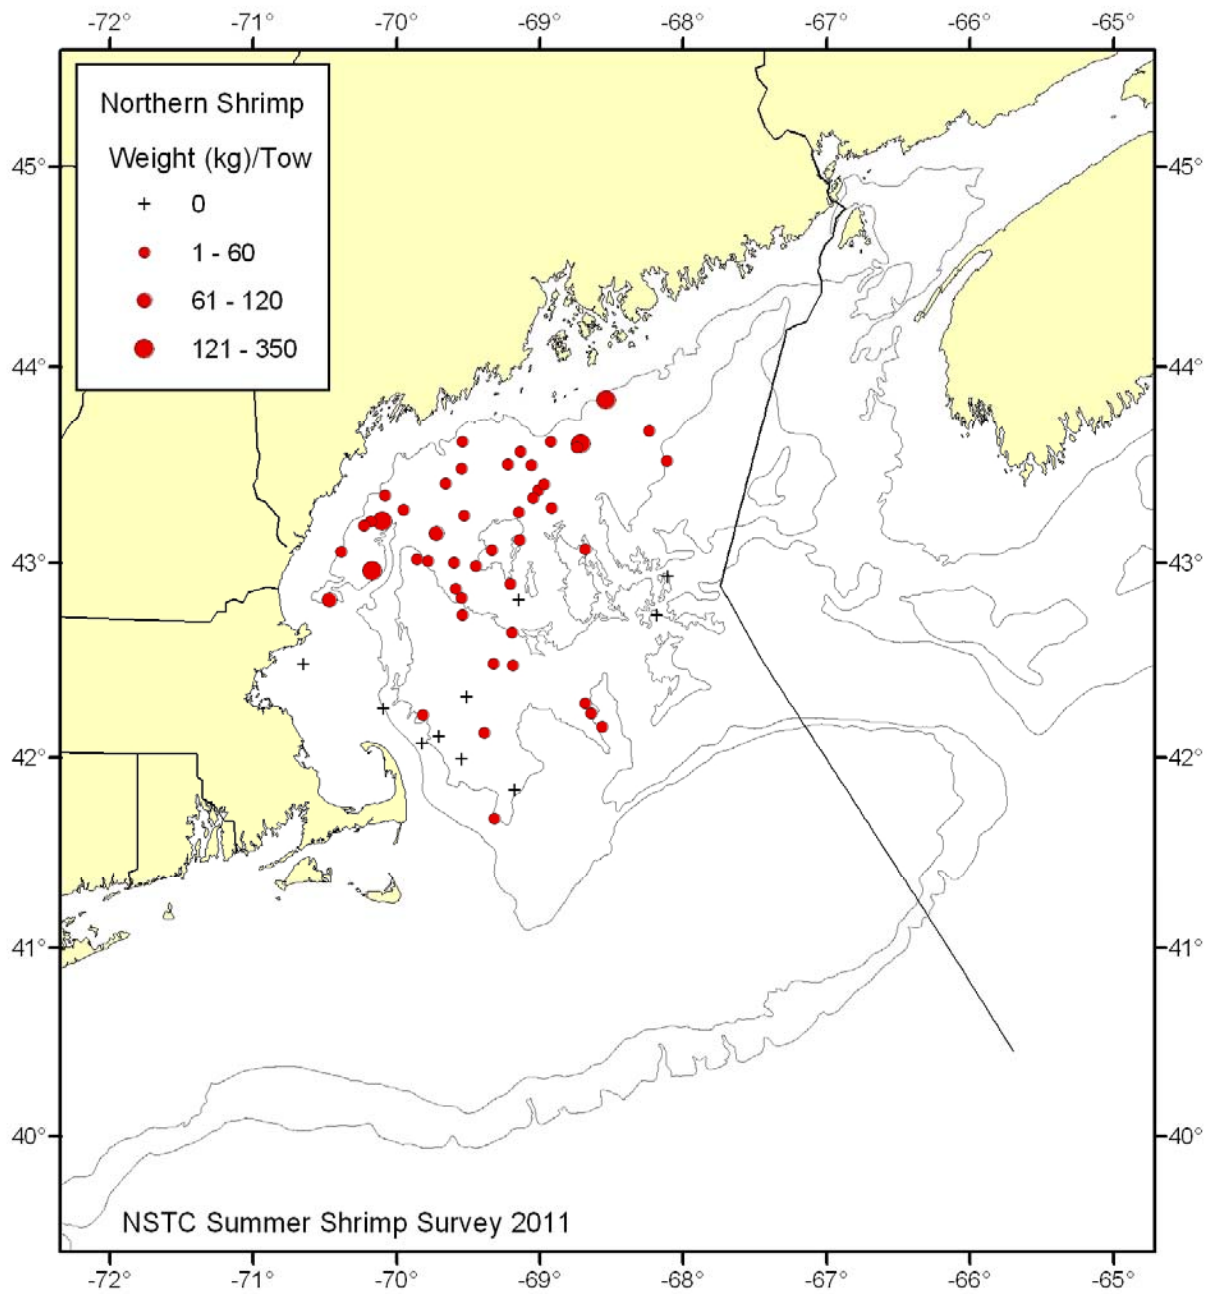 -72° -71° -70° -69° -68° -67° -66° -65°
Northern Shrimp
Weight (kg)/Tow
+ 0
1 - 60
61 - 120
121 - 350
45° 45°
44° 44°
43° 43°
42° 42°
41° 41°
40° 40°
NSTC Summer Shrimp Survey 2011
-72° -71° -70° -69° -68° -67° -66° -65°